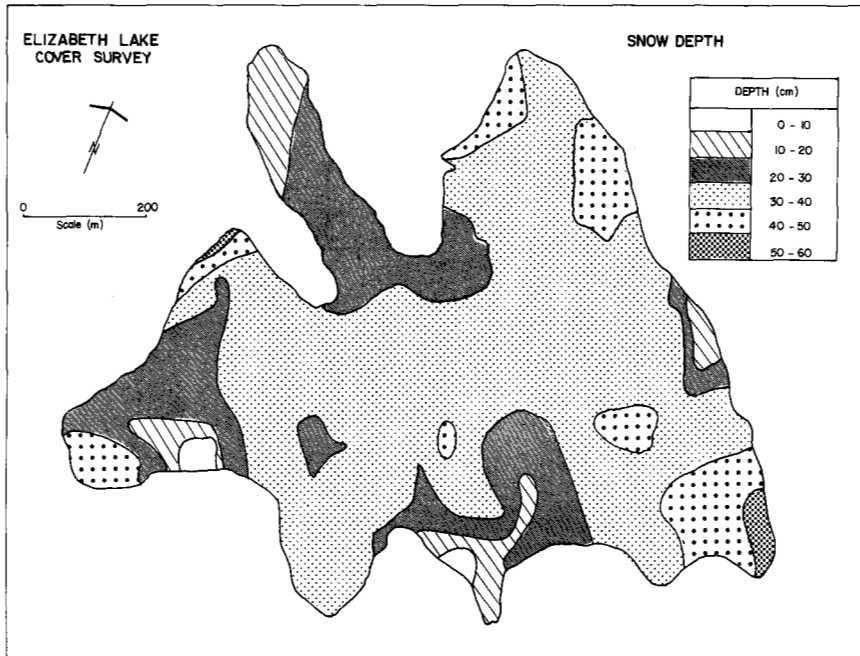 ELIZABETH LAKE
COVER SURVEY
N
0 200
Scale (m)
SNOW DEPTH
DEPTH (cm)
0 - 10
10 - 20
20 - 30
30 - 40
40 - 50
50 - 60